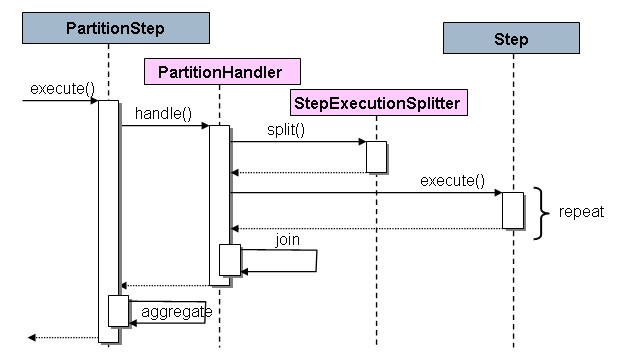 PartitionStep
Step
PartitionHandler
StepExecutionSplitter
execute()
handle()
split()
execute()
repeat
join
aggregate